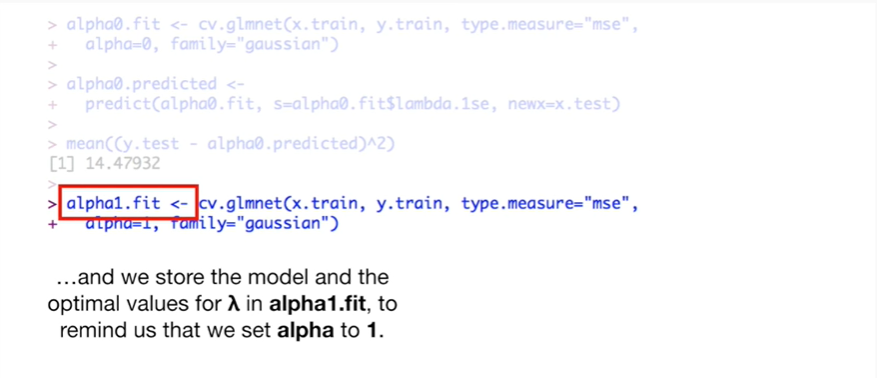 > alpha0.fit <- cv.glmnet(x.train, y.train, type.measure="mse",
+   alpha=0, family="gaussian")
>
> alpha0.predicted <-
+   predict(alpha0.fit, s=alpha0.fit$lambda.1se, newx=x.test)
>
> mean((y.test - alpha0.predicted)^2)
[1] 14.47932
>
> alpha1.fit <- cv.glmnet(x.train, y.train, type.measure="mse",
+   alpha=1, family="gaussian")
…and we store the model and the
optimal values for λ in alpha1.fit, to
remind us that we set alpha to 1.